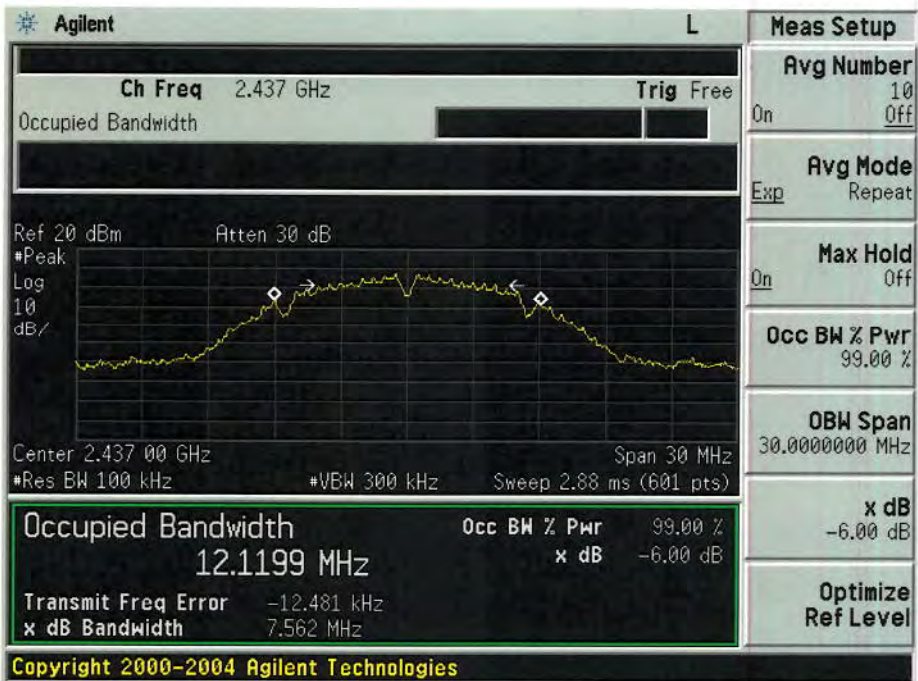 Agilent L
Ch Freq 2.437 GHz Trig Free
Occupied Bandwidth
Ref 20 dBm Atten 30 dB
#Peak
Log
10
dB/
Center 2.437 00 GHz Span 30 MHz
#Res BW 100 kHz #VBW 300 kHz Sweep 2.88 ms (601 pts)
Occupied Bandwidth Occ BW % Pwr 99.00 %
12.1199 MHz x dB -6.00 dB
Transmit Freq Error -12.481 kHz
x dB Bandwidth 7.562 MHz
Copyright 2000-2004 Agilent Technologies
Meas Setup
Avg Number
10
On Off
Avg Mode
Exp Repeat
Max Hold
On Off
Occ BW % Pwr
99.00 %
OBW Span
30.0000000 MHz
x dB
-6.00 dB
Optimize
Ref Level